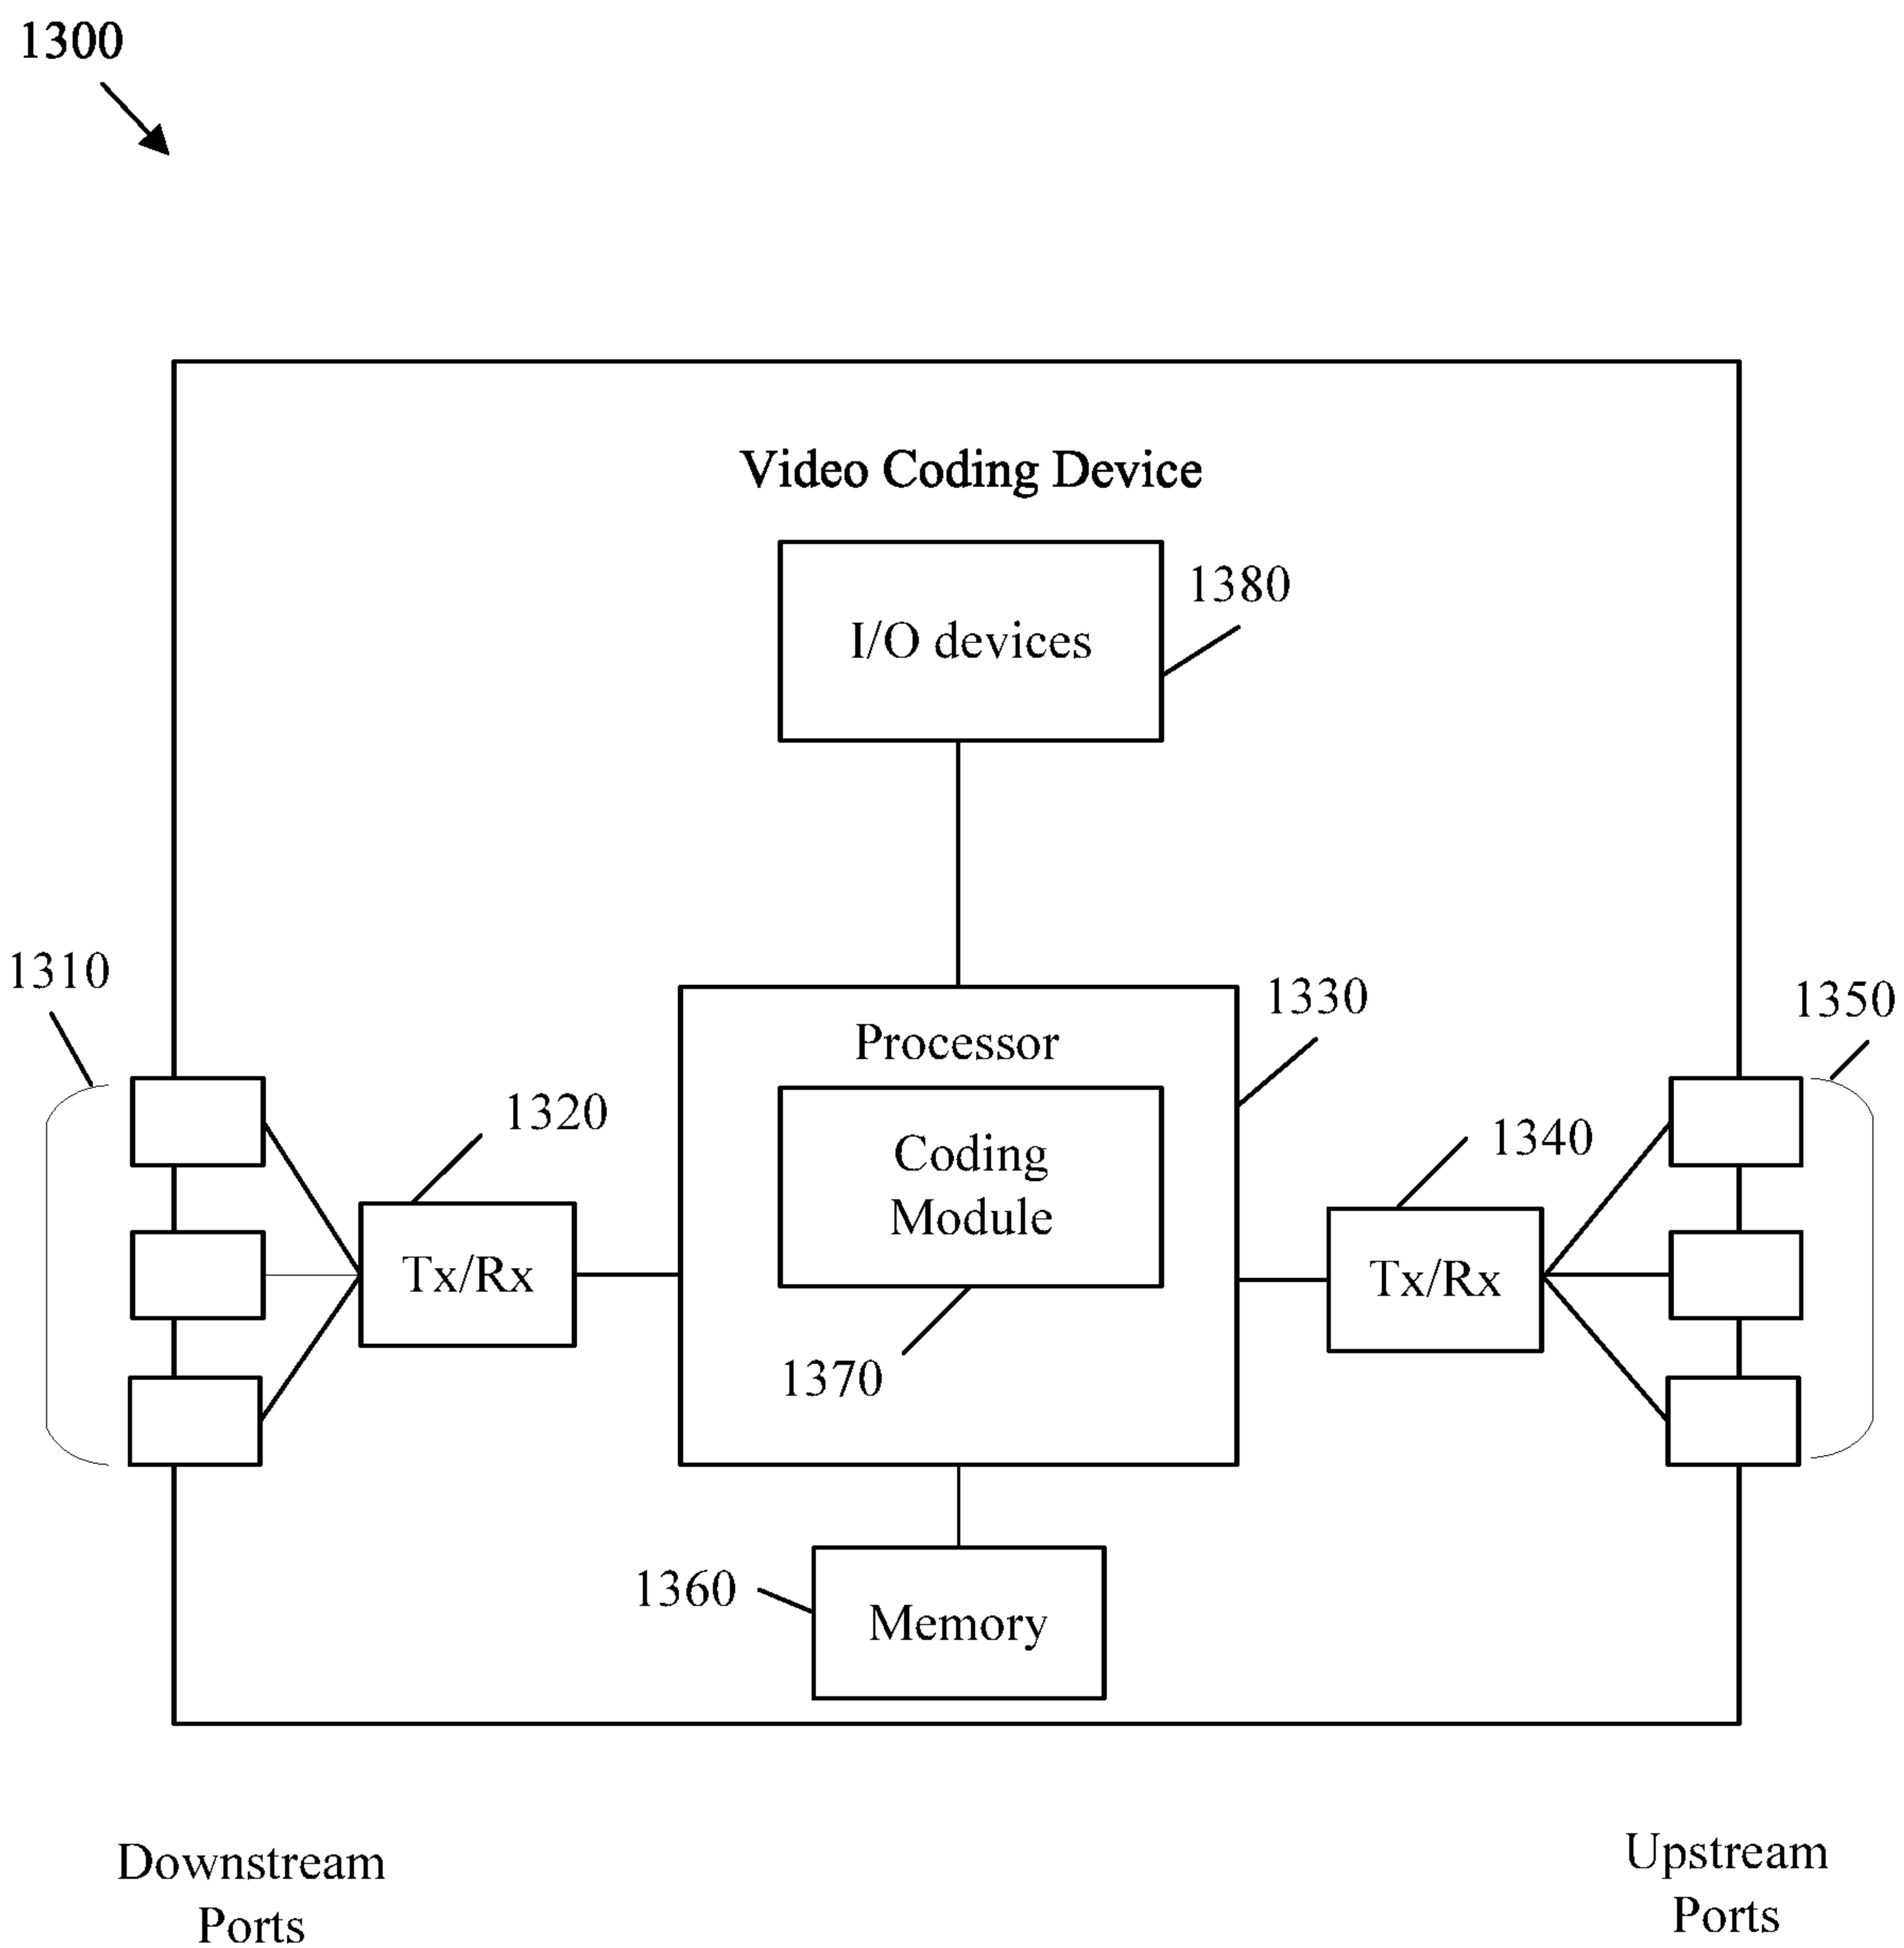 1300
Video Coding Device
I/O devices
1380
1310
1330
1350
Processor
1320
1340
Coding
Module
Tx/Rx
Tx/Rx
1370
1360
Memory
Downstream
Ports
Upstream
Ports